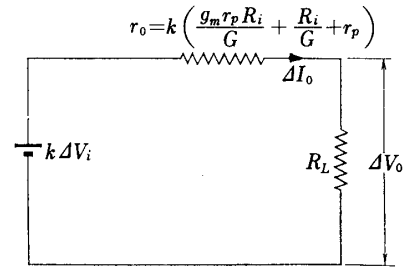 r₀=k(gₘrₚRᵢ/G + Rᵢ/G +rₚ)
ΔI₀
kΔVᵢ
R_L
ΔV₀